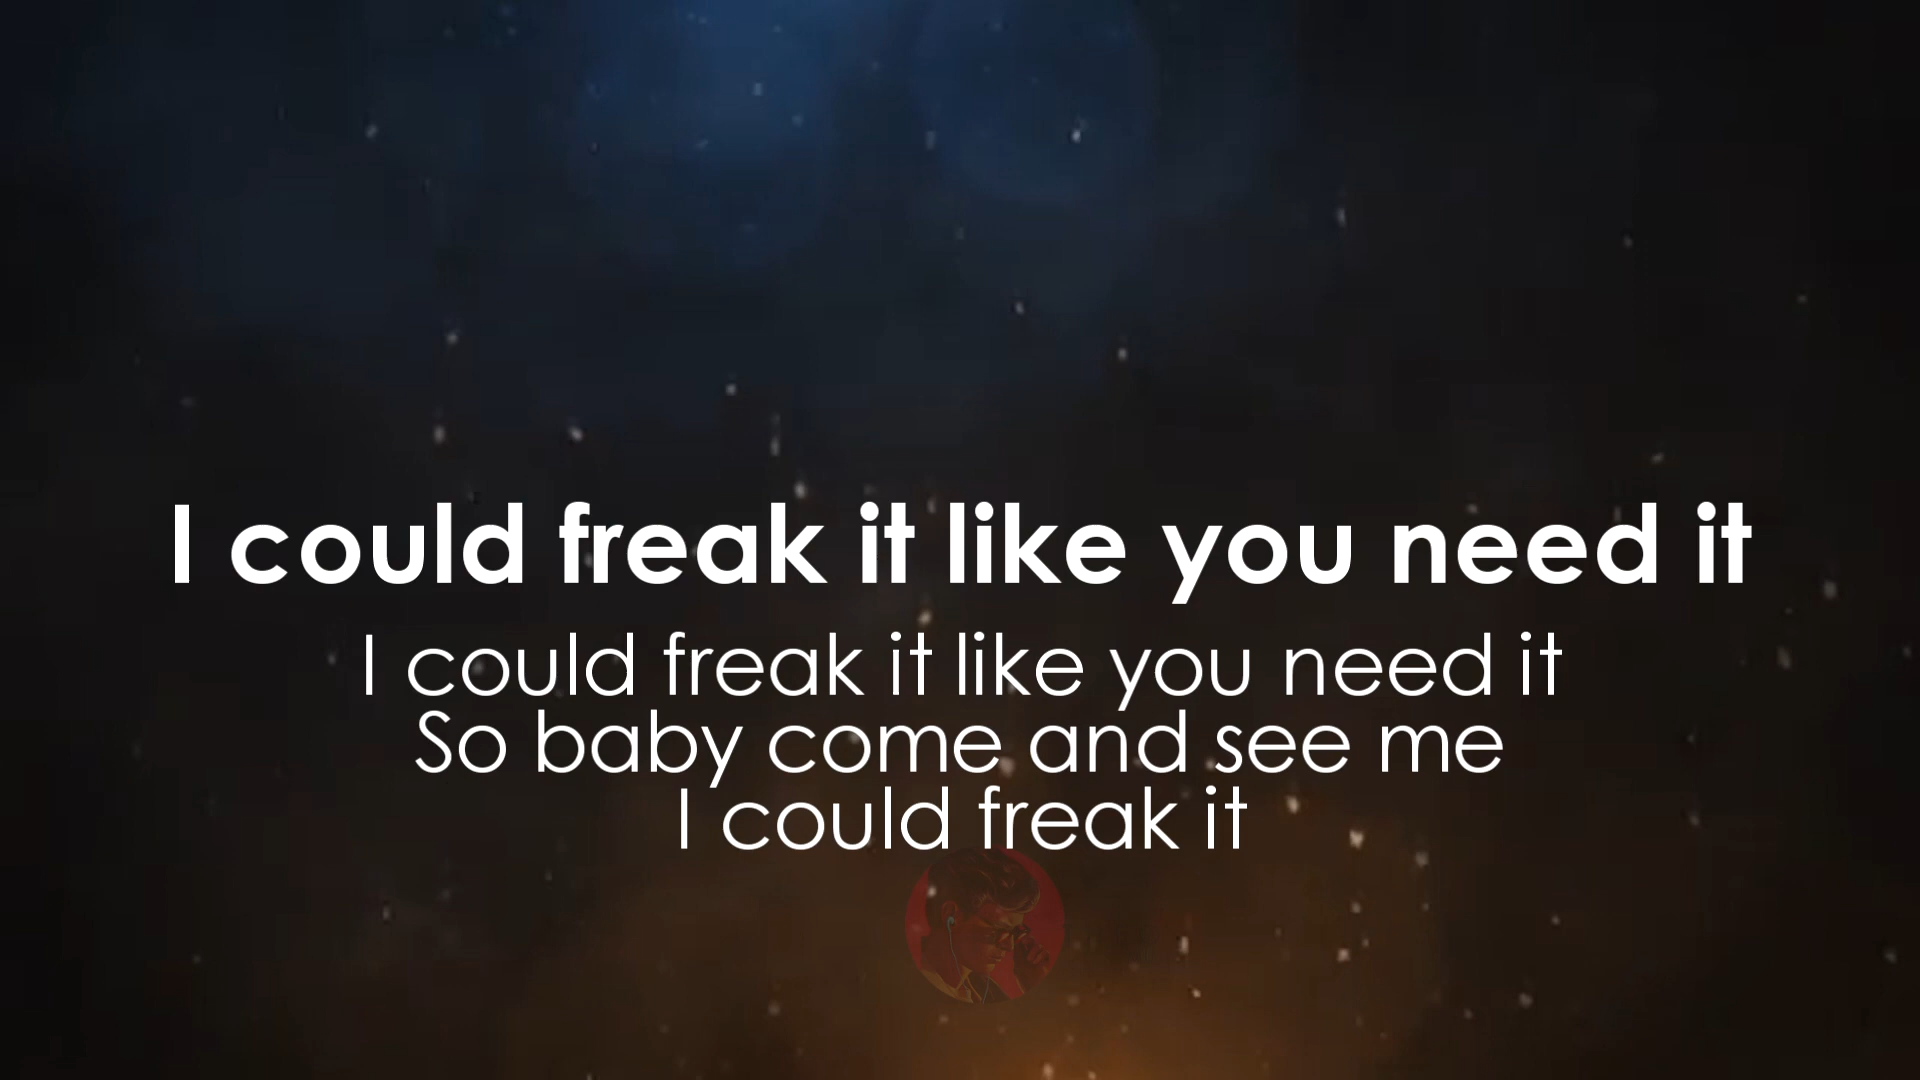 I could freak it like you need it
I could freak it like you need it
So baby come and see me
I could freak it